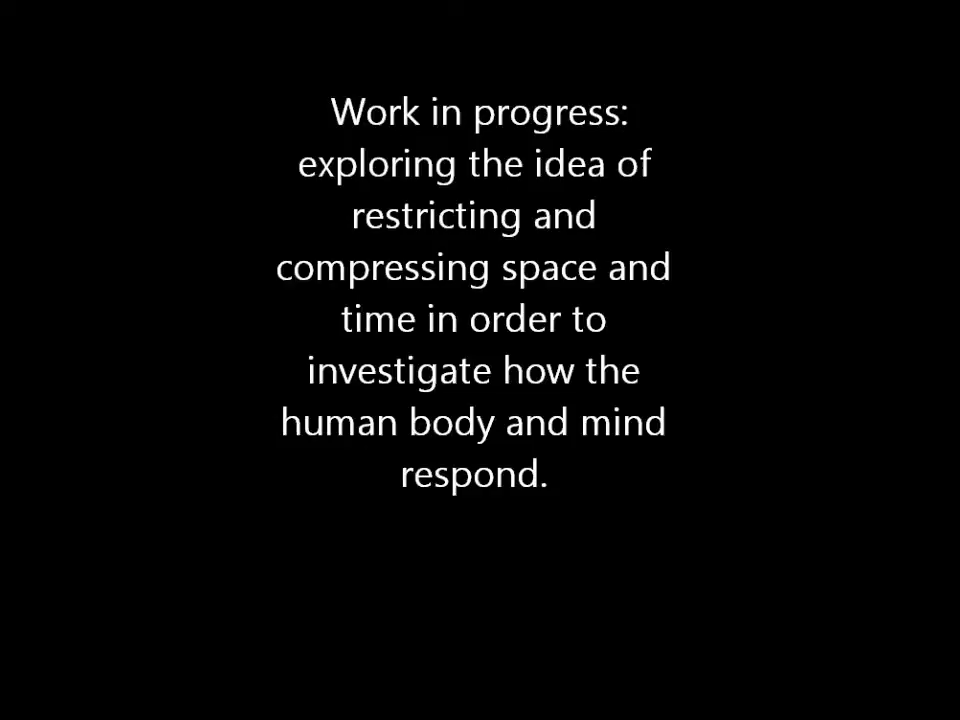 Work in progress:
exploring the idea of
restricting and
compressing space and
time in order to
investigate how the
human body and mind
respond.